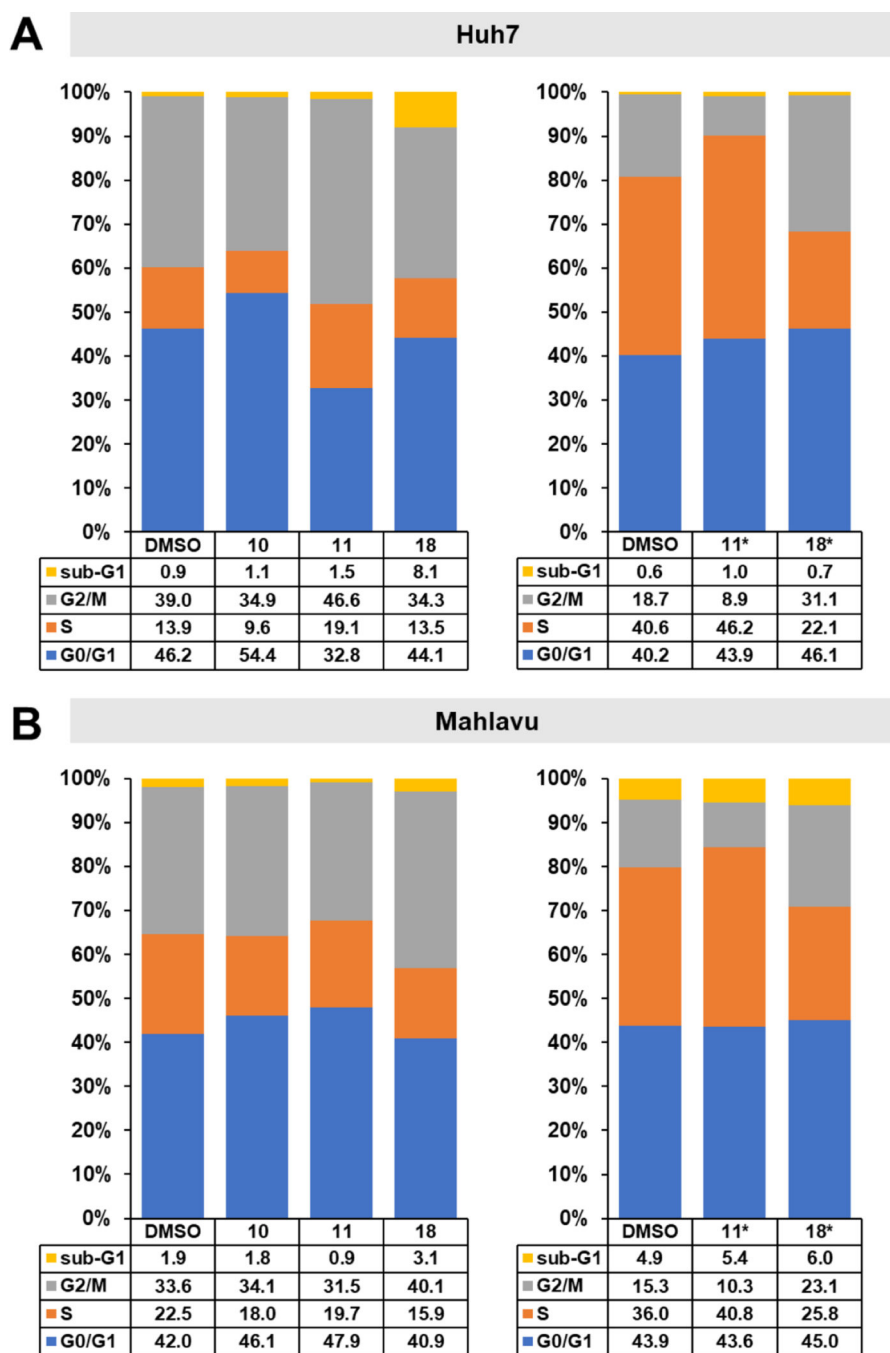 A
Huh7
100%
90%
80%
70%
60%
50%
40%
30%
20%
10%
0%
DMSO 10 11 18
sub-G1 0.9 1.1 1.5 8.1
G2/M 39.0 34.9 46.6 34.3
S 13.9 9.6 19.1 13.5
G0/G1 46.2 54.4 32.8 44.1
100%
90%
80%
70%
60%
50%
40%
30%
20%
10%
0%
DMSO 11* 18*
sub-G1 0.6 1.0 0.7
G2/M 18.7 8.9 31.1
S 40.6 46.2 22.1
G0/G1 40.2 43.9 46.1
B
Mahlavu
100%
90%
80%
70%
60%
50%
40%
30%
20%
10%
0%
DMSO 10 11 18
sub-G1 1.9 1.8 0.9 3.1
G2/M 33.6 34.1 31.5 40.1
S 22.5 18.0 19.7 15.9
G0/G1 42.0 46.1 47.9 40.9
100%
90%
80%
70%
60%
50%
40%
30%
20%
10%
0%
DMSO 11* 18*
sub-G1 4.9 5.4 6.0
G2/M 15.3 10.3 23.1
S 36.0 40.8 25.8
G0/G1 43.9 43.6 45.0